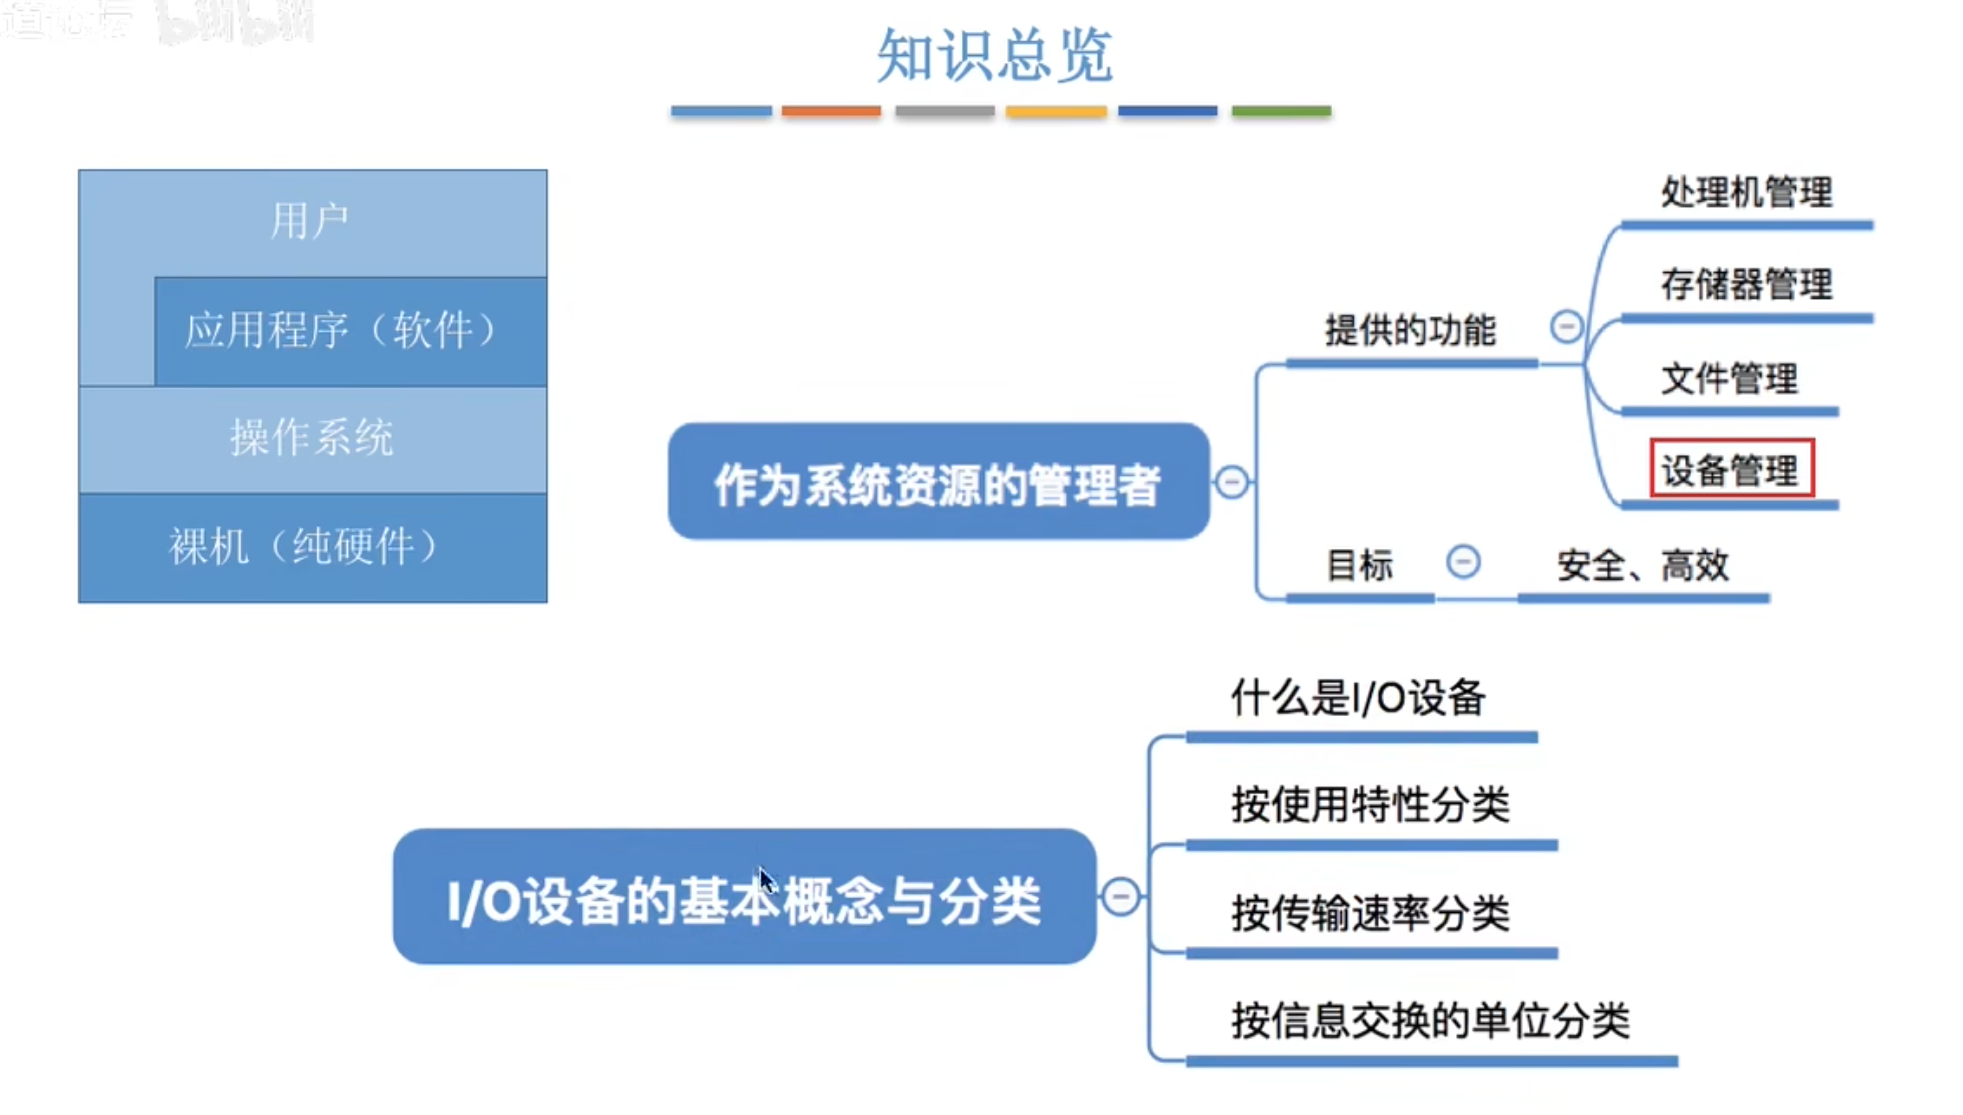 知识总览
用户
应用程序（软件）
操作系统
裸机（纯硬件）
作为系统资源的管理者
提供的功能
处理机管理
存储器管理
文件管理
设备管理
目标
安全、高效
I/O设备的基本概念与分类
什么是I/O设备
按使用特性分类
按传输速率分类
按信息交换的单位分类